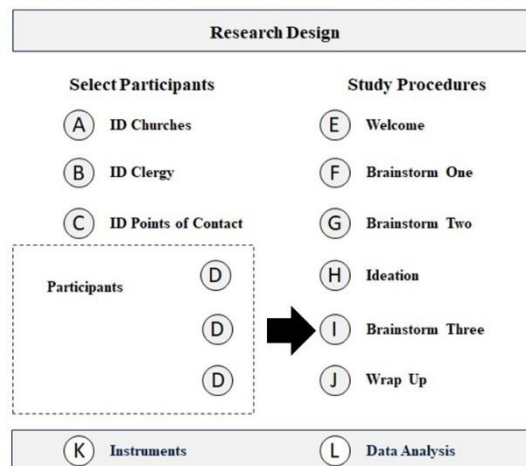 Research Design
Select Participants
A ID Churches
B ID Clergy
C ID Points of Contact
Participants
D
D
D
Study Procedures
E Welcome
F Brainstorm One
G Brainstorm Two
H Ideation
I Brainstorm Three
J Wrap Up
K Instruments
L Data Analysis